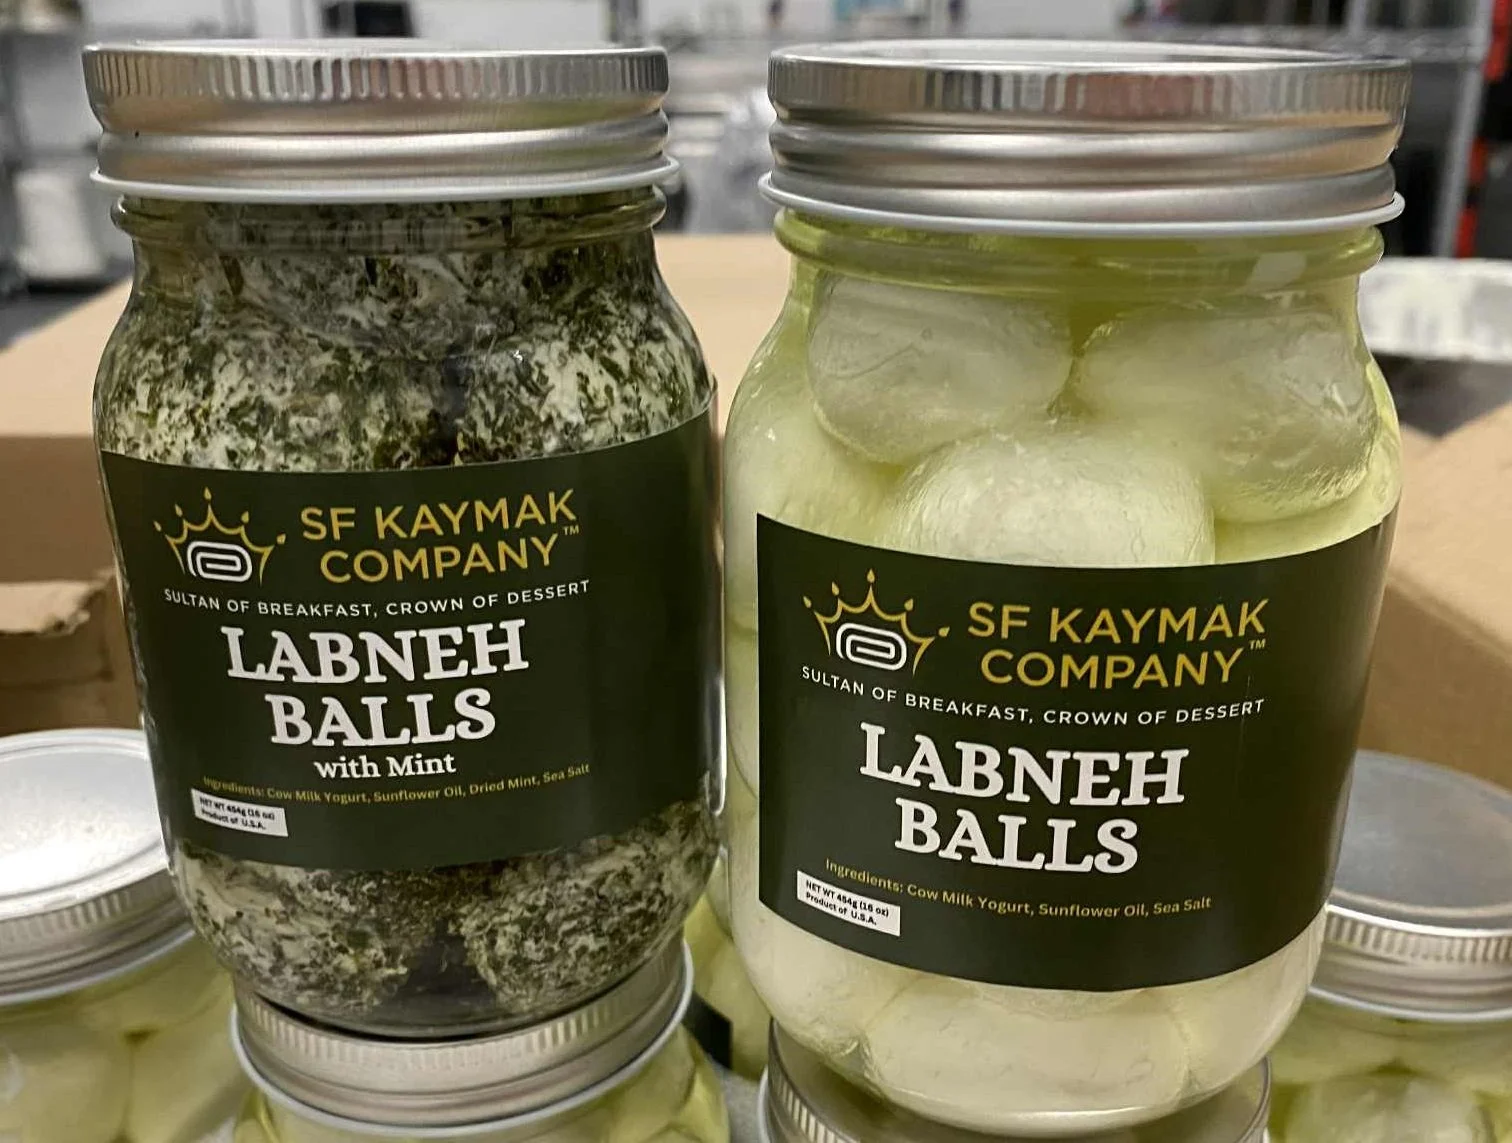 SF KAYMAK
COMPANY™
SULTAN OF BREAKFAST, CROWN OF DESSERT
LABNEH
BALLS
with Mint
Ingredients: Cow Milk Yogurt, Sunflower Oil, Dried Mint, Sea Salt
NET WT 454g (16 oz)
Product of U.S.A.
SF KAYMAK
COMPANY™
SULTAN OF BREAKFAST, CROWN OF DESSERT
LABNEH
BALLS
Ingredients: Cow Milk Yogurt, Sunflower Oil, Sea Salt
NET WT 454g (16 oz)
Product of U.S.A.